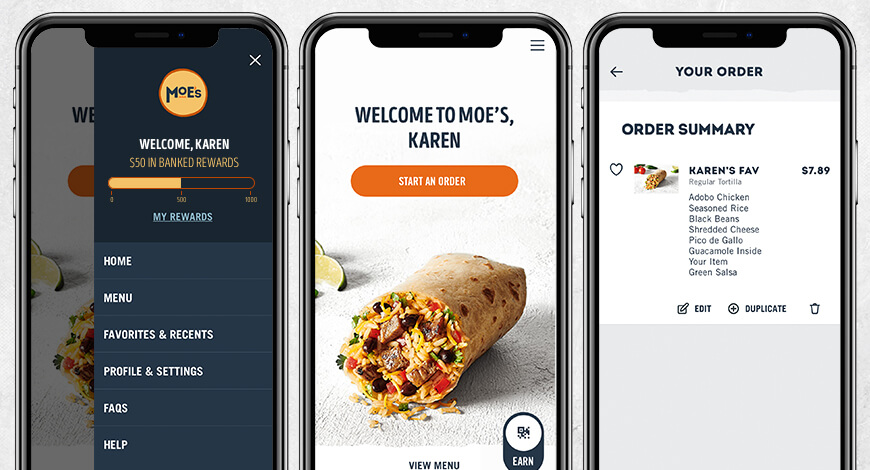 WE
MOE'S
WELCOME, KAREN
$50 IN BANKED REWARDS
0 500 1000
MY REWARDS
HOME
MENU
FAVORITES & RECENTS
PROFILE & SETTINGS
FAQS
HELP
WELCOME TO MOE'S,
KAREN
START AN ORDER
VIEW MENU
EARN
YOUR ORDER
ORDER SUMMARY
KAREN'S FAV $7.89
Regular Tortilla
Adobo Chicken
Seasoned Rice
Black Beans
Shredded Cheese
Pico de Gallo
Guacamole Inside
Your Item
Green Salsa
EDIT DUPLICATE